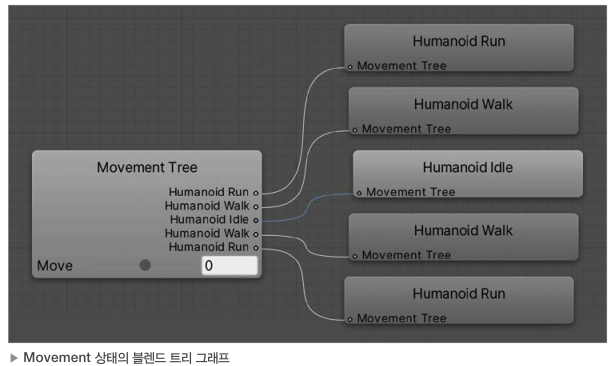 Humanoid Run
Movement Tree
Humanoid Walk
Movement Tree
Movement Tree
Humanoid Run
Humanoid Walk
Humanoid Idle
Humanoid Walk
Humanoid Run
Move 0
Humanoid Idle
Movement Tree
Humanoid Walk
Movement Tree
Humanoid Run
Movement Tree
▶ Movement 상태의 블렌드 트리 그래프